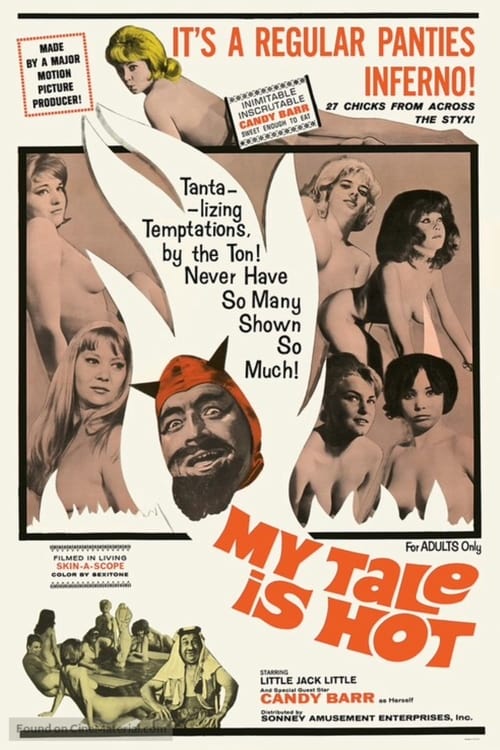 MADE
BY A MAJOR
MOTION
PICTURE
PRODUCER!
IT'S A REGULAR PANTIES
INFERNO!
27 CHICKS FROM ACROSS
THE STYX!
INIMITABLE
INSCRUTABLE
CANDY BARR
SWEET ENOUGH TO EAT
Tanta-
-lizing
Temptations,
by the Ton!
Never Have
So Many
Shown
So
Much!
For ADULTS Only
MY TALE
IS HOT
FILMED IN LIVING
SKIN-A-SCOPE
COLOR BY SEXITONE
STARRING
LITTLE JACK LITTLE
And Special Guest Star
CANDY BARR as Herself
Distributed by
SONNEY AMUSEMENT ENTERPRISES, Inc.
Found on CineMaterial.com